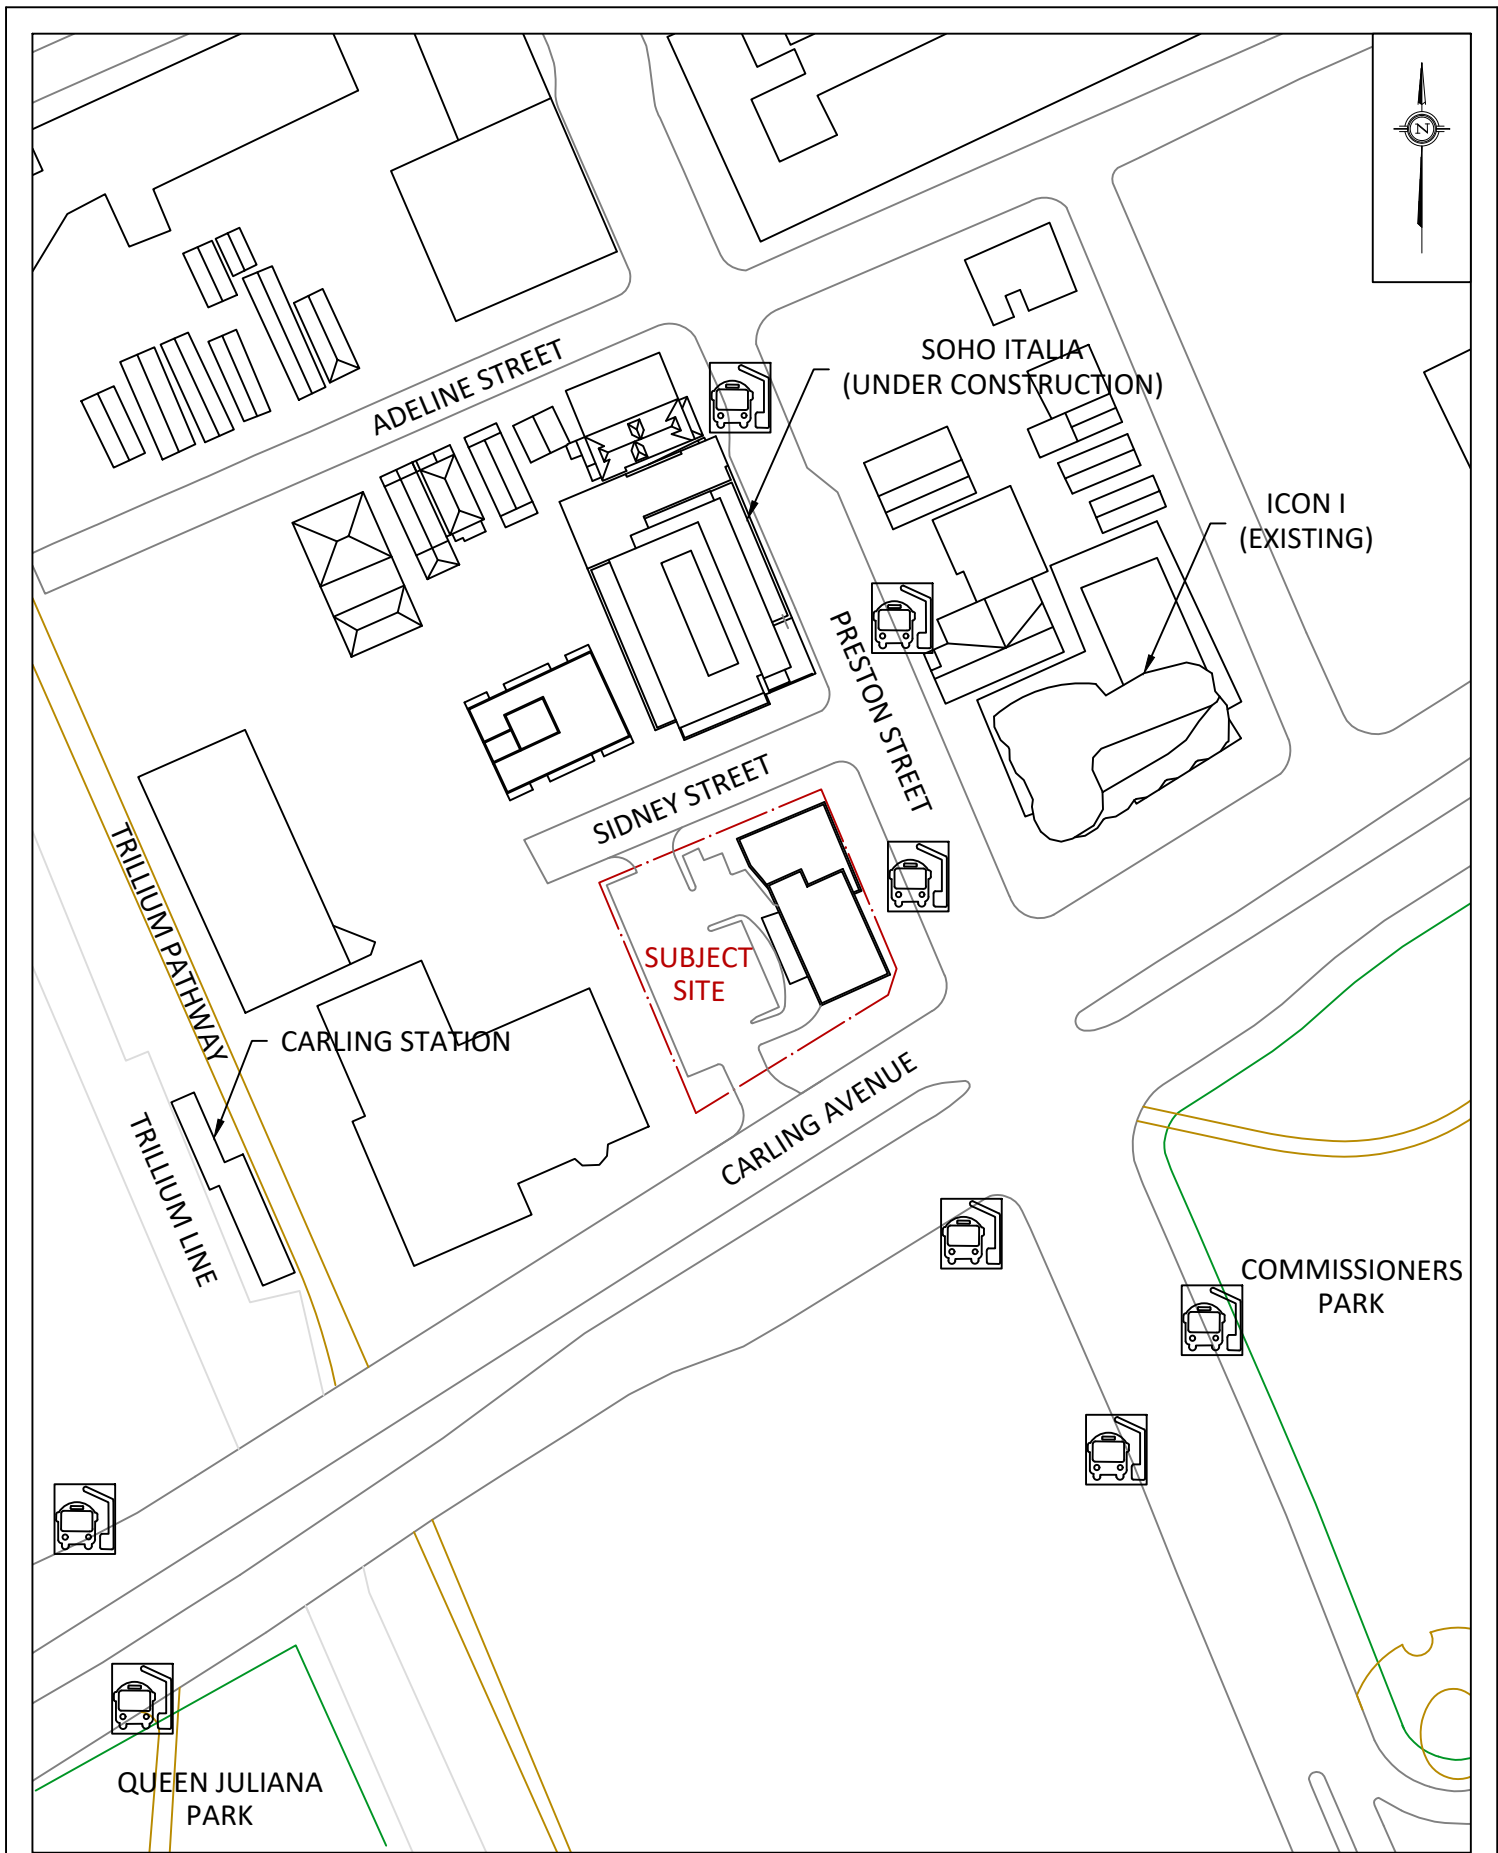 N
SOHO ITALIA
(UNDER CONSTRUCTION)
ADELINE STREET
ICON I
(EXISTING)
PRESTON STREET
SIDNEY STREET
TRILLIUM PATHWAY
SUBJECT
SITE
CARLING STATION
CARLING AVENUE
TRILLIUM LINE
COMMISSIONERS
PARK
QUEEN JULIANA
PARK